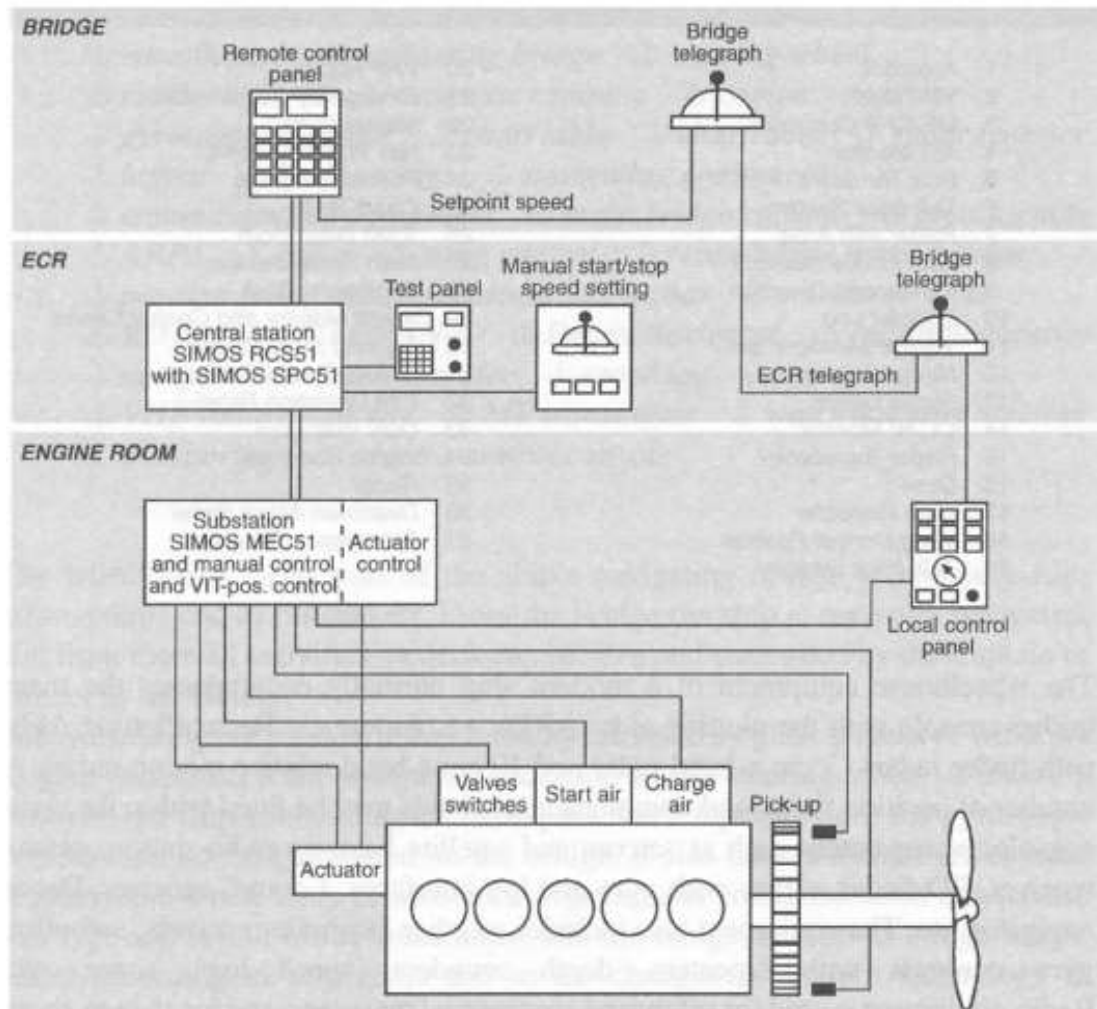 BRIDGE
Remote control
panel
Bridge
telegraph
Setpoint speed
ECR
Test panel
Manual start/stop
speed setting
Bridge
telegraph
Central station
SIMOS RCS51
with SIMOS SPC51
ECR telegraph
ENGINE ROOM
Substation
SIMOS MEC51
and manual control
and VIT-pos. control
Actuator
control
Local control
panel
Valves
switches
Start air
Charge
air
Pick-up
Actuator